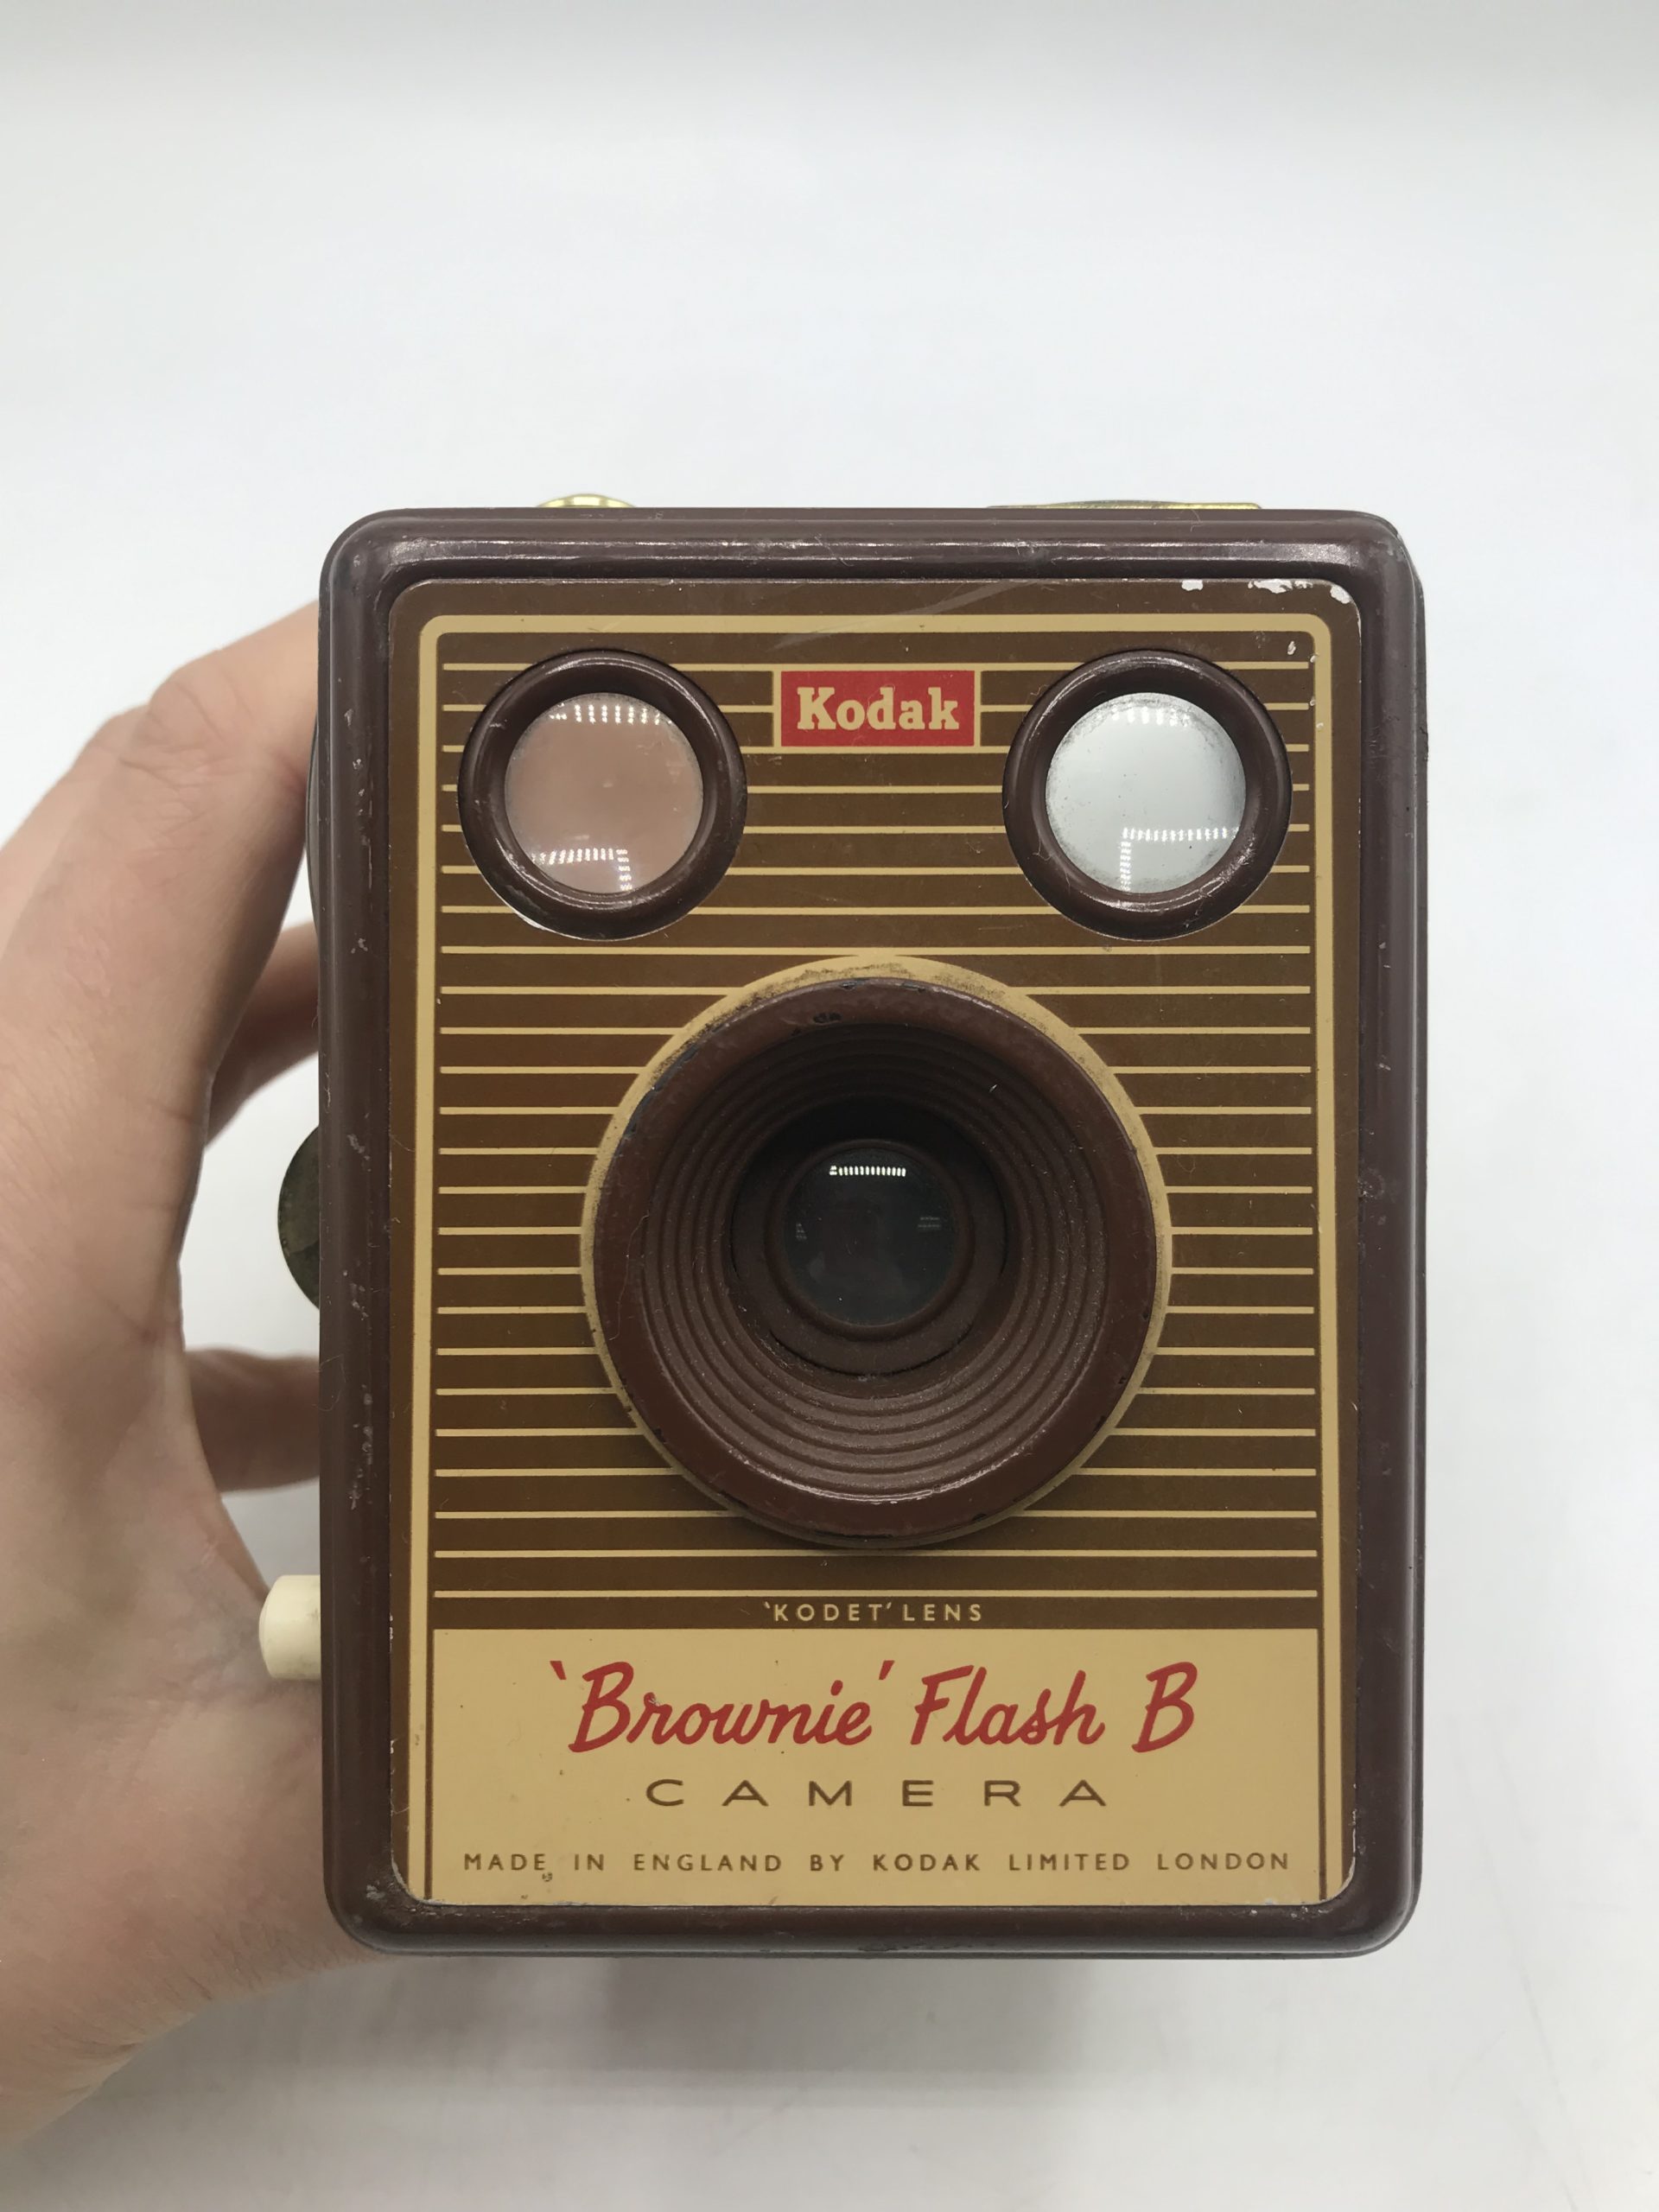 Kodak
'KODET' LENS
'Brownie' Flash B
CAMERA
MADE IN ENGLAND BY KODAK LIMITED LONDON